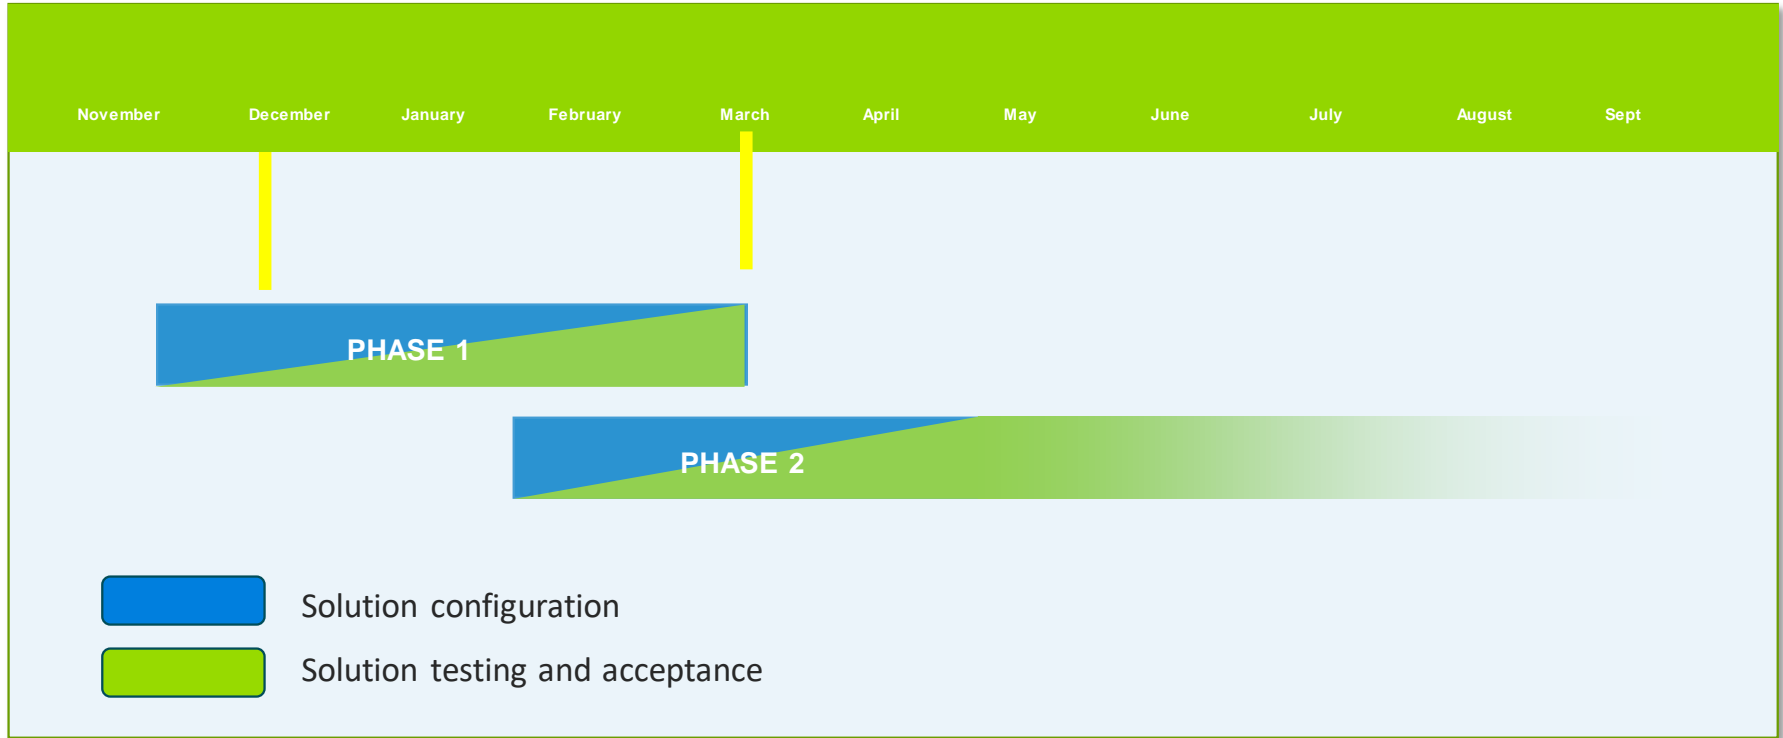 November December January February March April May June July August Sept
PHASE 1
PHASE 2
Solution configuration
Solution testing and acceptance